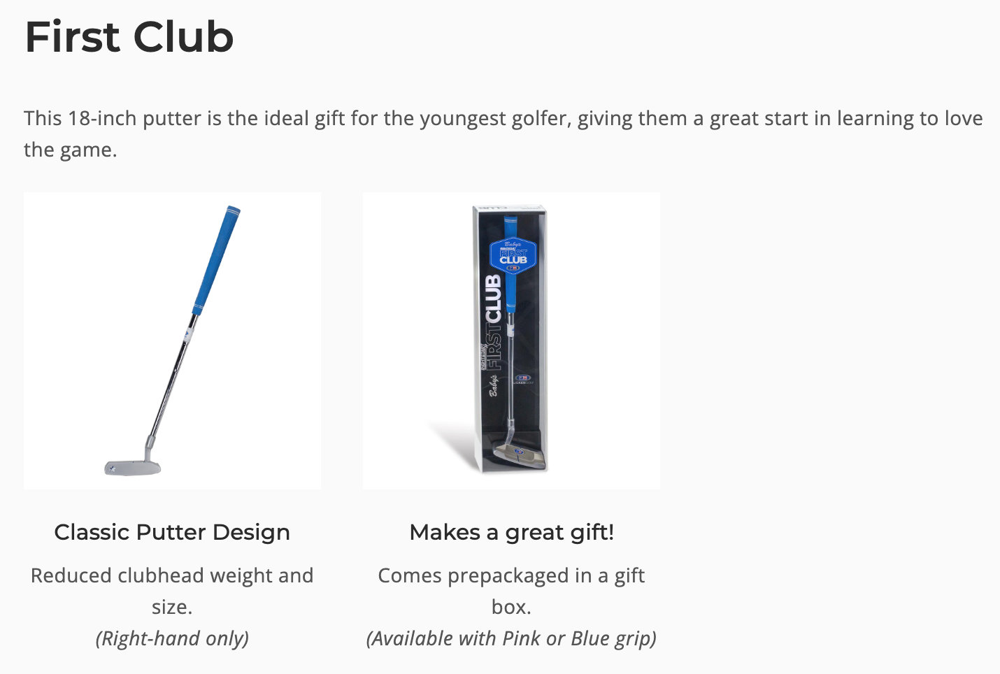 First Club
This 18-inch putter is the ideal gift for the youngest golfer, giving them a great start in learning to love
the game.
Baby's
FIRST
CLUB
Baby's FIRST CLUB
Classic Putter Design
Makes a great gift!
Reduced clubhead weight and
size.
(Right-hand only)
Comes prepackaged in a gift
box.
(Available with Pink or Blue grip)